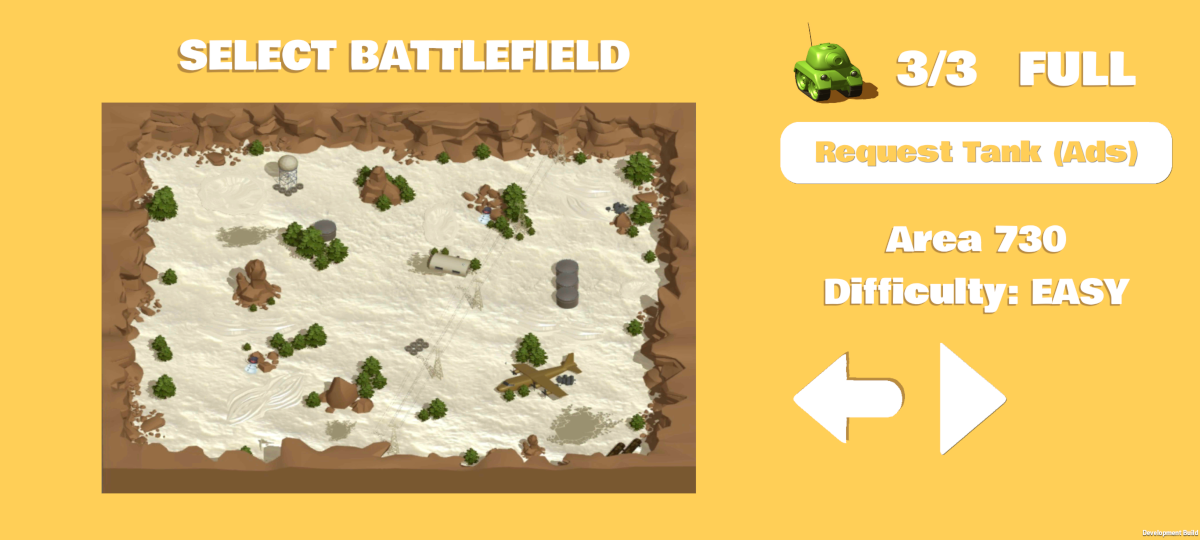 SELECT BATTLEFIELD
3/3 FULL
Request Tank (Ads)
Area 730
Difficulty: EASY
Development Build